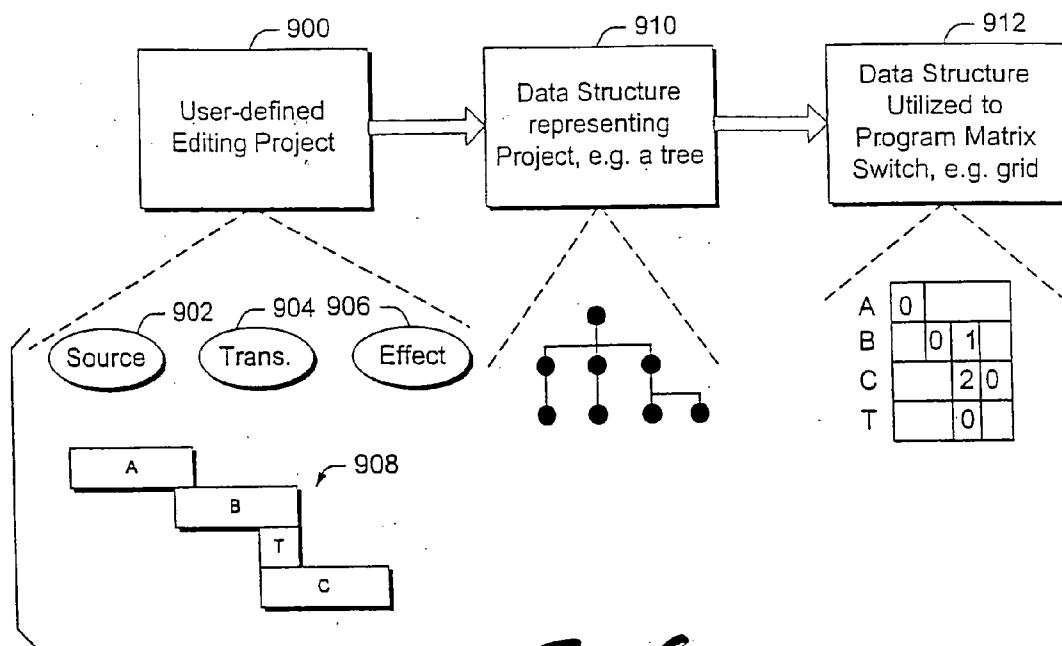 900
User-defined
Editing Project
910
Data Structure
representing
Project, e.g. a tree
912
Data Structure
Utilized to
Program Matrix
Switch, e.g. grid
902
904
906
Source
Trans.
Effect
A
B
T
C
908
A 0
B 0 1
C 2 0
T 0